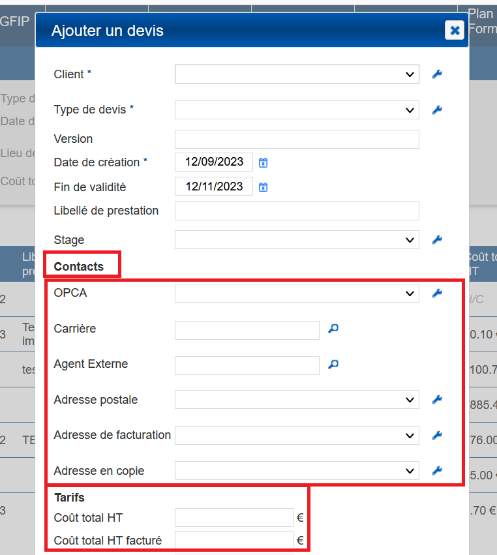 GFIP
Plan
Form
Ajouter un devis
Client *
Type d
Type de devis *
Date d
Version
Lieu de
Date de création * 12/09/2023
Fin de validité 12/11/2023
Coût to
Libellé de prestation
Stage
Lib
pre
Coût to
HT
Contacts
2
OPCA
I/C
3 Te
im
Carrière
0.10 €
tes
Agent Externe
100.7
Adresse postale
885.4
2 TE
Adresse de facturation
76.00
Adresse en copie
5.00 €
Tarifs
3
Coût total HT €
.70 €
Coût total HT facturé €